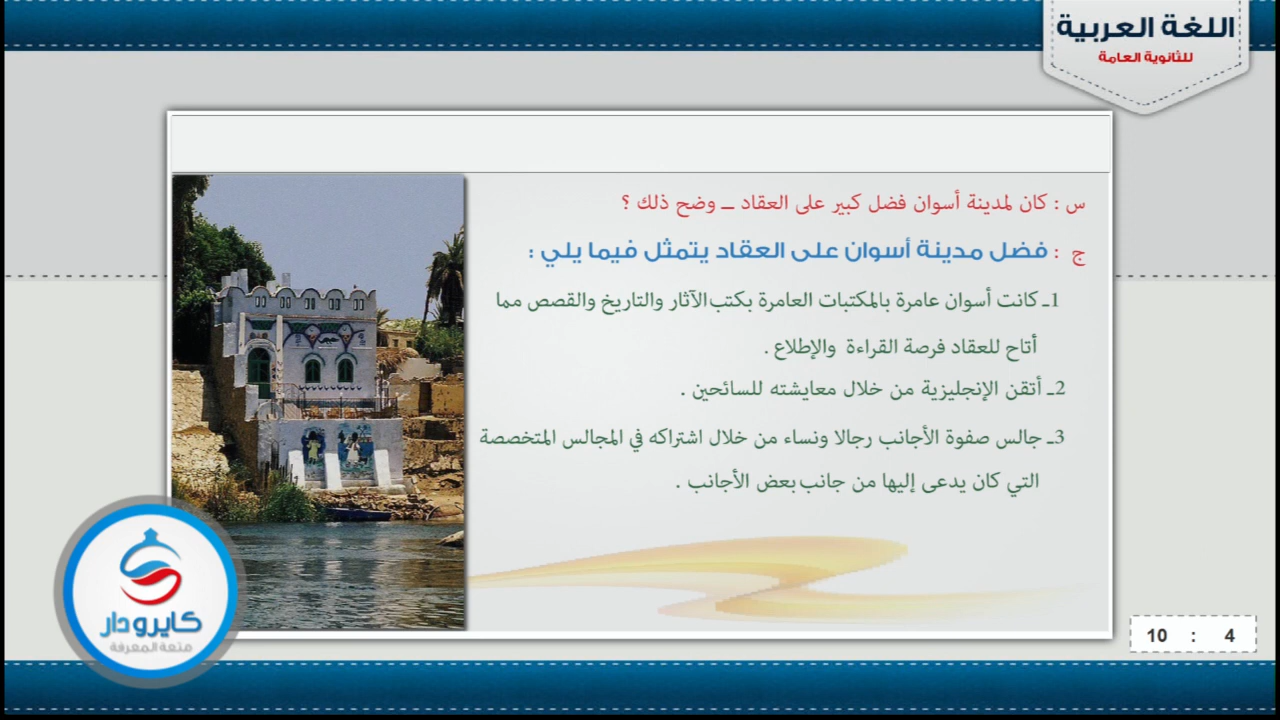 اللغة العربية
للثانوية العامة
س : كان لمدينة أسوان فضل كبير على العقاد ــ وضح ذلك ؟
ج : فضل مدينة أسوان على العقاد يتمثل فيما يلي :
1ـ كانت أسوان عامرة بالمكتبات العامرة بكتب الآثار والتاريخ والقصص مما
أتاح للعقاد فرصة القراءة والإطلاع .
2ـ أتقن الإنجليزية من خلال معايشته للسائحين .
3ـ جالس صفوة الأجانب رجالا ونساء من خلال اشتراكه في المجالس المتخصصة
التي كان يدعى إليها من جانب بعض الأجانب .
كايرودار
متعة المعرفة
10 : 4